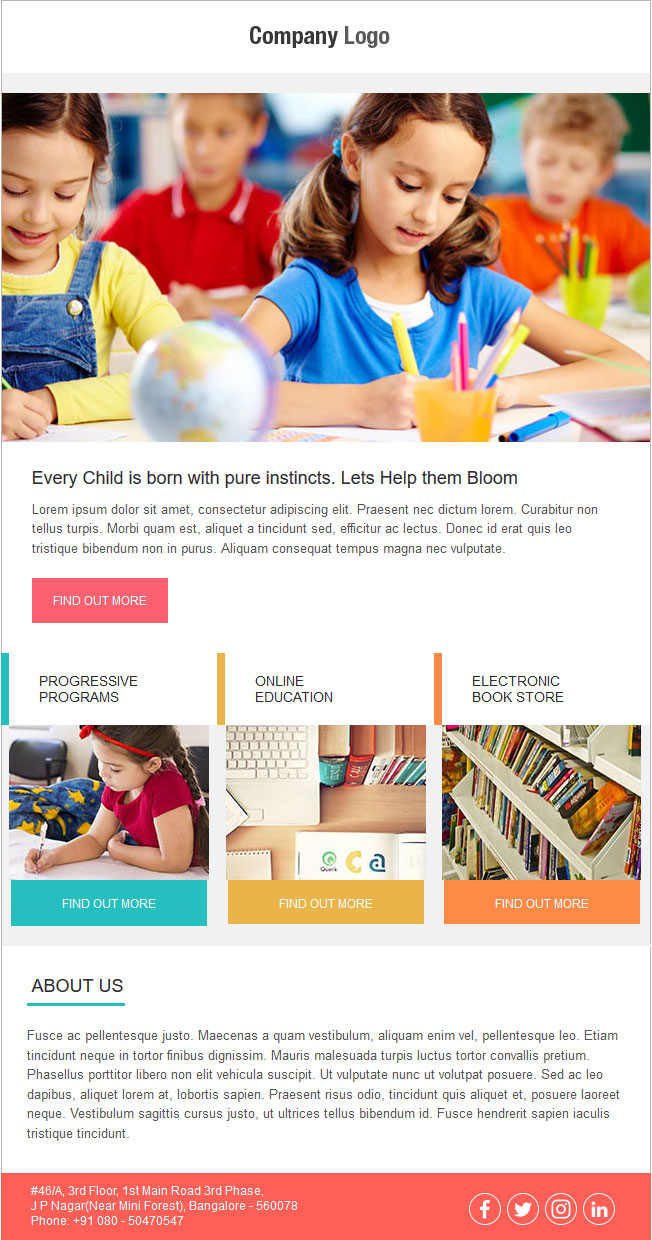 Company Logo
Every Child is born with pure instincts. Lets Help them Bloom
Lorem ipsum dolor sit amet, consectetur adipiscing elit. Praesent nec dictum lorem. Curabitur non
tellus turpis. Morbi quam est, aliquet a tincidunt sed, efficitur ac lectus. Donec id erat quis leo
tristique bibendum non in purus. Aliquam consequat tempus magna nec vulputate.
FIND OUT MORE
PROGRESSIVE
PROGRAMS
ONLINE
EDUCATION
ELECTRONIC
BOOK STORE
Quark
FIND OUT MORE
FIND OUT MORE
FIND OUT MORE
ABOUT US
Fusce ac pellentesque justo. Maecenas a quam vestibulum, aliquam enim vel, pellentesque leo. Etiam
tincidunt neque in tortor finibus dignissim. Mauris malesuada turpis luctus tortor convallis pretium.
Phasellus porttitor libero non elit vehicula suscipit. Ut vulputate nunc ut volutpat posuere. Sed ac leo
dapibus, aliquet lorem at, lobortis sapien. Praesent risus odio, tincidunt quis aliquet et, posuere laoreet
neque. Vestibulum sagittis cursus justo, ut ultrices tellus bibendum id. Fusce hendrerit sapien iaculis
tristique tincidunt.
#46/A, 3rd Floor, 1st Main Road 3rd Phase,
J P Nagar(Near Mini Forest), Bangalore - 560078
Phone: +91 080 - 50470547